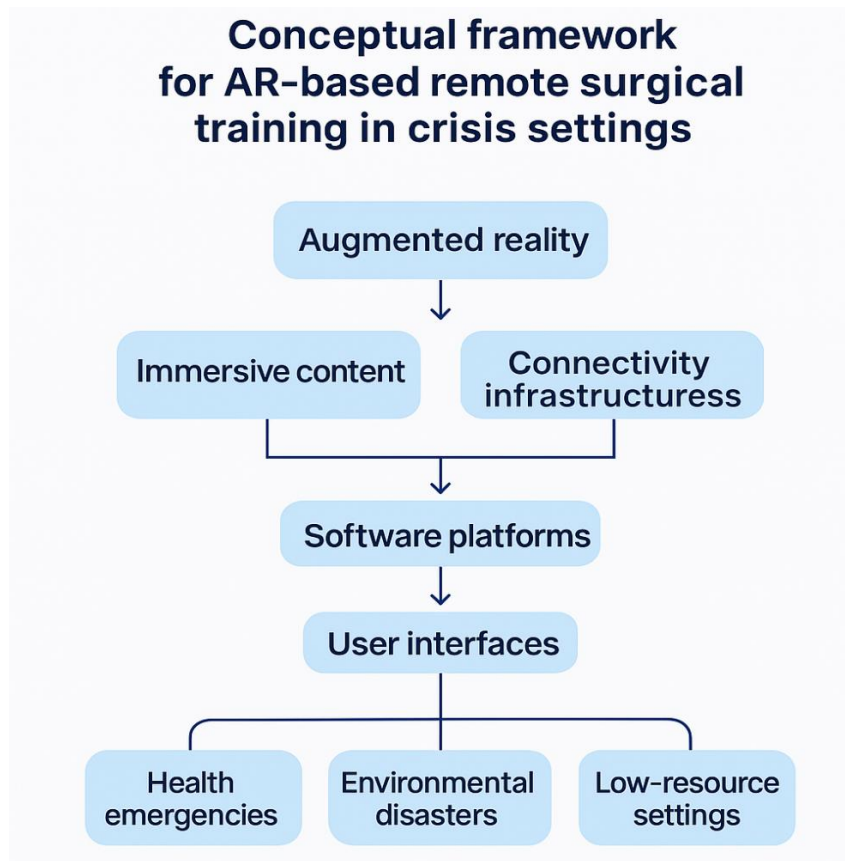 Conceptual framework
for AR-based remote surgical
training in crisis settings
Augmented reality
Immersive content
Connectivity
infrastructuress
Software platforms
User interfaces
Health
emergencies
Environmental
disasters
Low-resource
settings